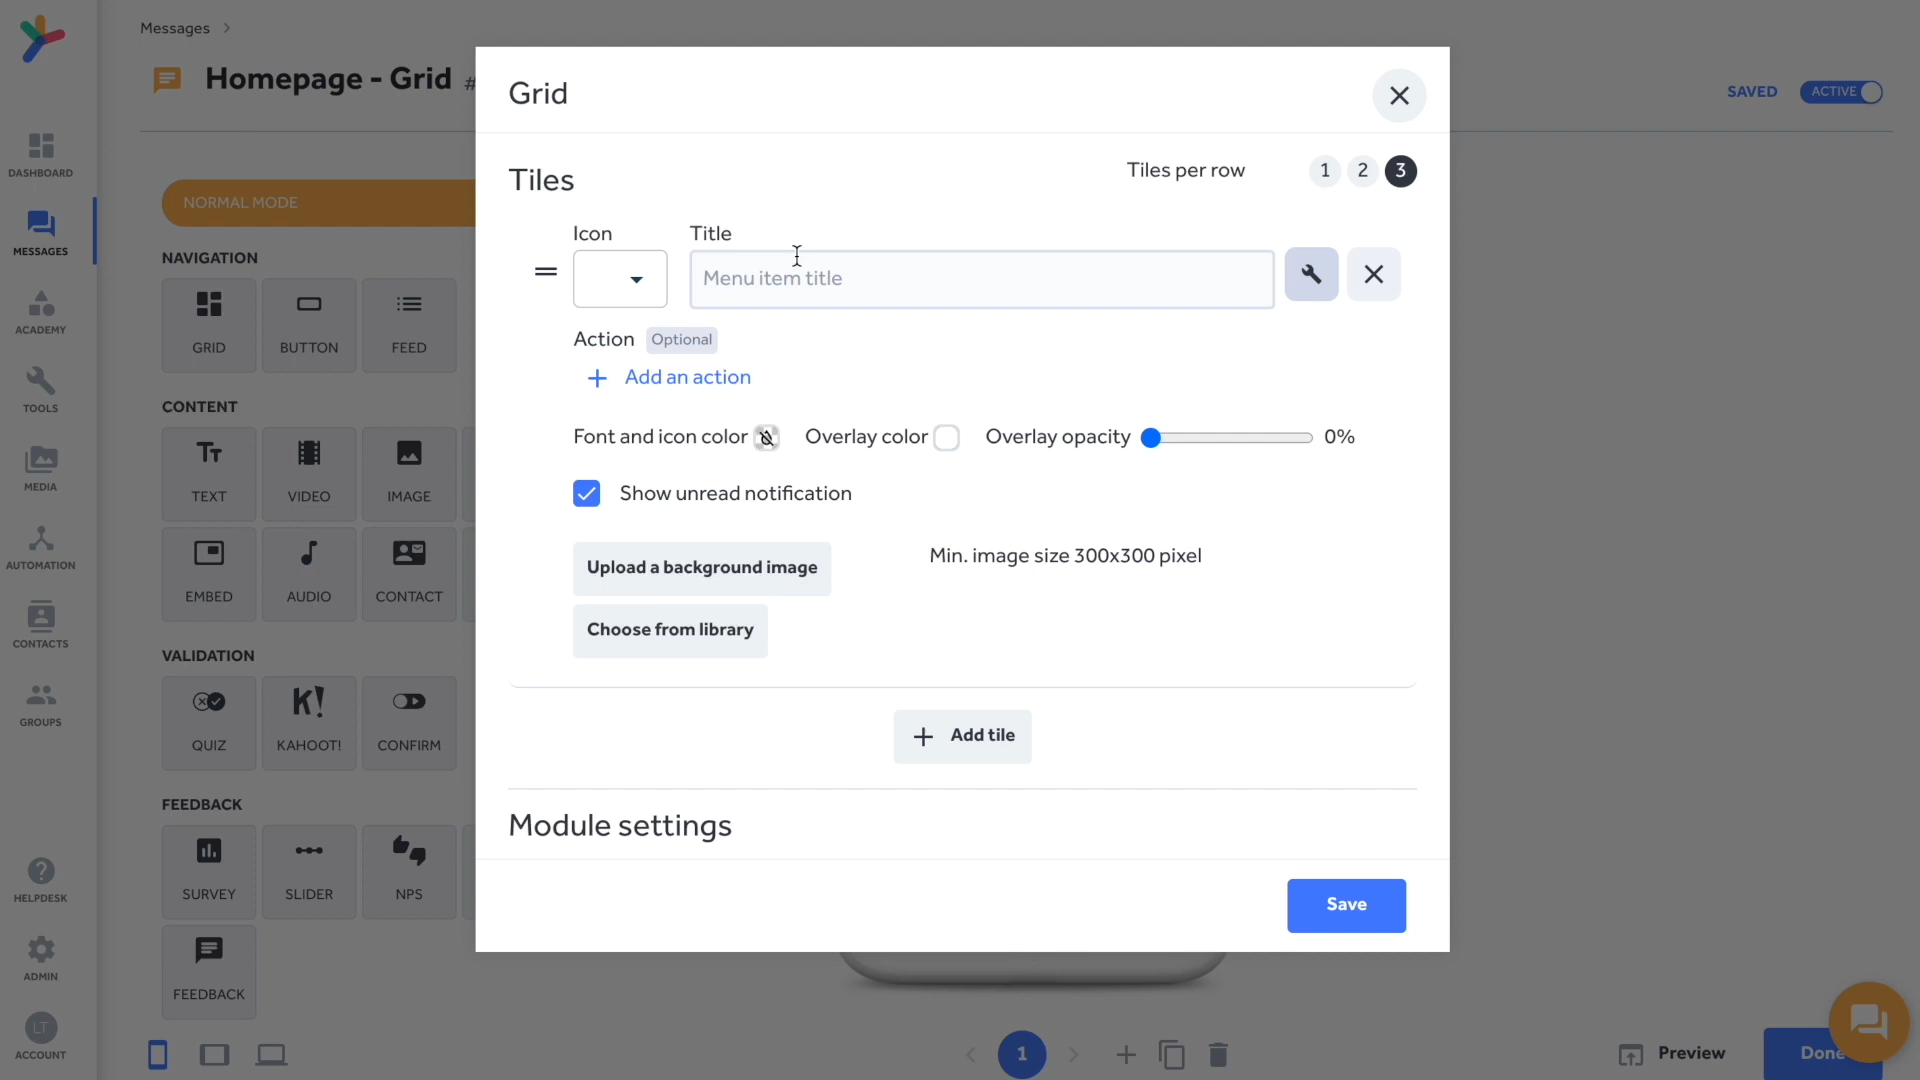 Messages
Homepage - Grid #
SAVED
ACTIVE
DASHBOARD
MESSAGES
ACADEMY
TOOLS
MEDIA
AUTOMATION
CONTACTS
GROUPS
HELPDESK
ADMIN
LT
ACCOUNT
NORMAL MODE
NAVIGATION
GRID
BUTTON
FEED
CONTENT
Tт
TEXT
VIDEO
IMAGE
EMBED
AUDIO
CONTACT
VALIDATION
QUIZ
K!
KAHOOT!
CONFIRM
FEEDBACK
SURVEY
SLIDER
NPS
FEEDBACK
Grid
Tiles
Tiles per row
1 2 3
Icon
Title
Menu item title
Action Optional
Add an action
Font and icon color
Overlay color
Overlay opacity
0%
Show unread notification
Upload a background image
Min. image size 300x300 pixel
Choose from library
Add tile
Module settings
Save
1
Preview
Done